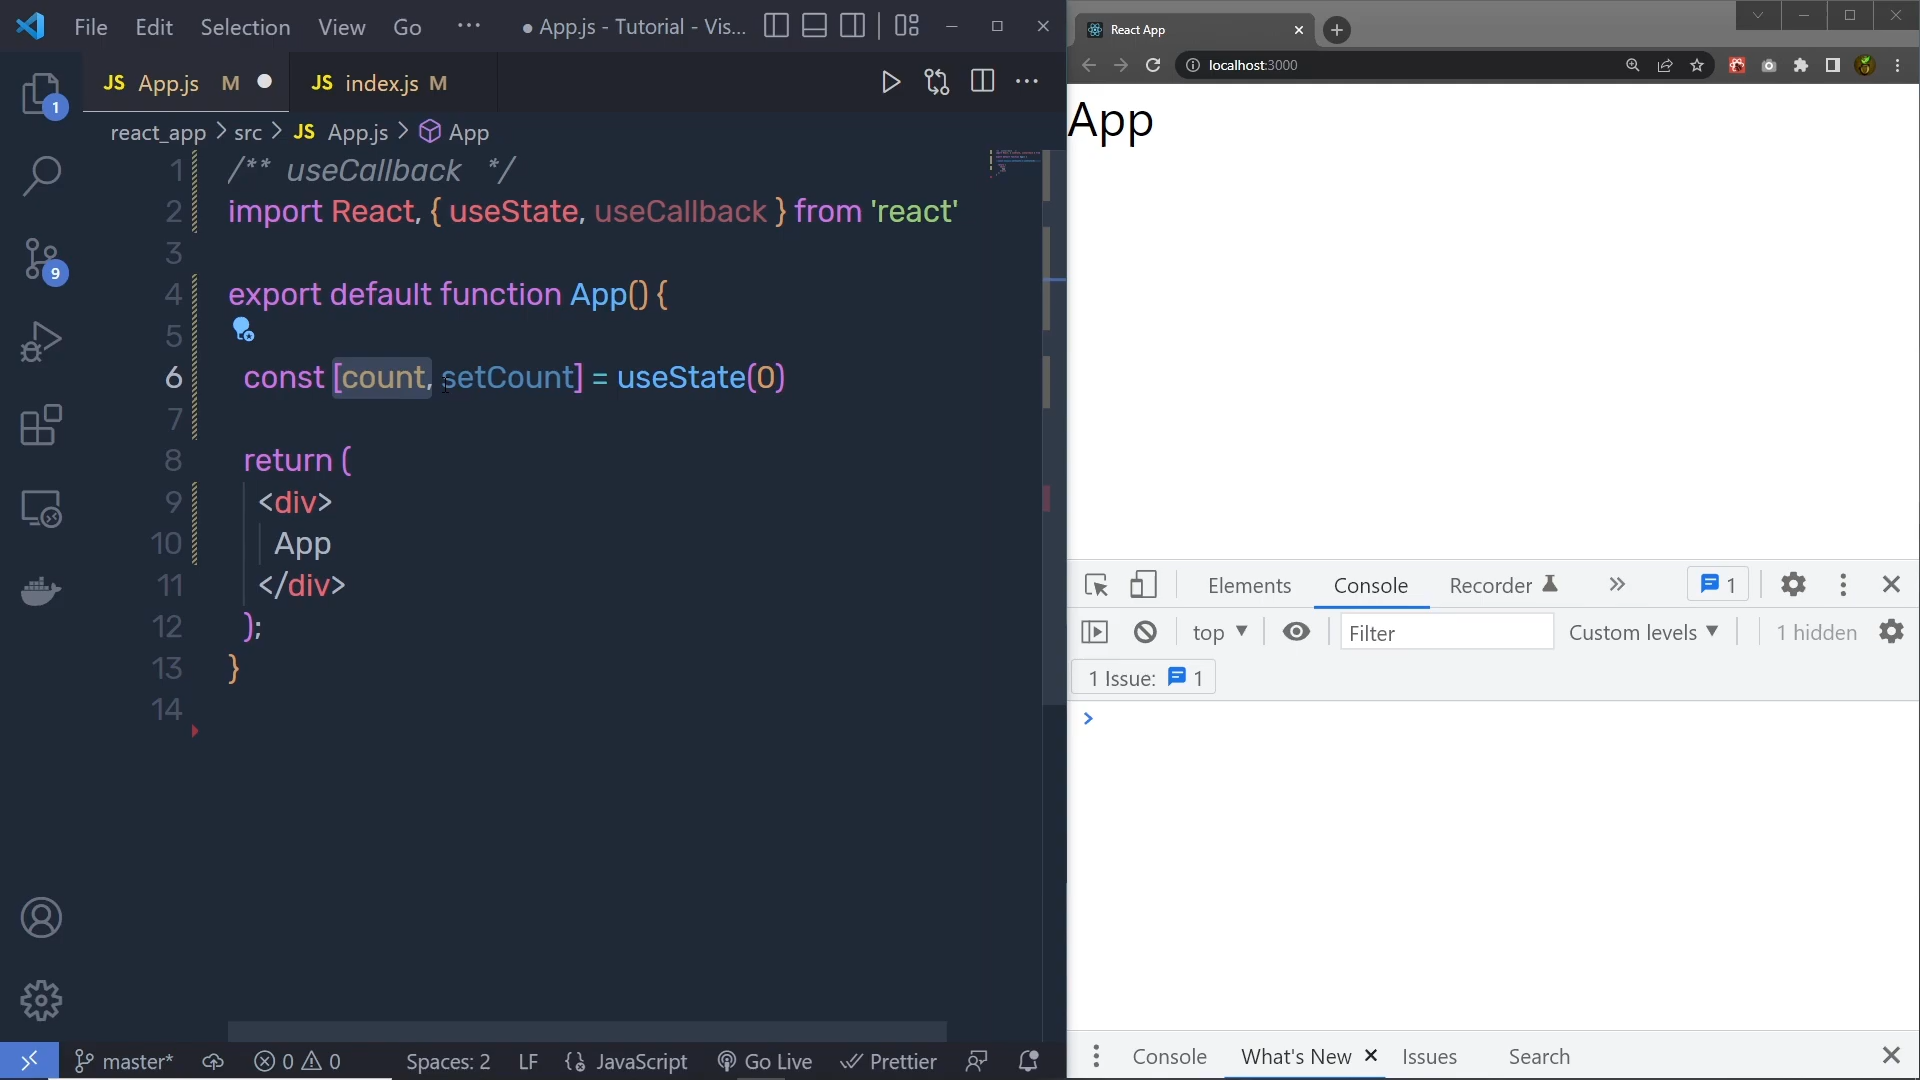 File Edit Selection View Go ··· ● App.js - Tutorial - Vis...
JS App.js M ● JS index.js M
react_app > src > JS App.js > App
1 /** useCallback */
2 import React, { useState, useCallback } from 'react'
3
4 export default function App() {
5
6 const [count, setCount] = useState(0)
7
8 return (
9 <div>
10 App
11 </div>
12 );
13 }
14
1
9
master* 0 0 Spaces: 2 LF {} JavaScript Go Live Prettier
React App
localhost:3000
App
Elements Console Recorder 1
top Filter Custom levels 1 hidden
1 Issue: 1
>
Console What's New Issues Search